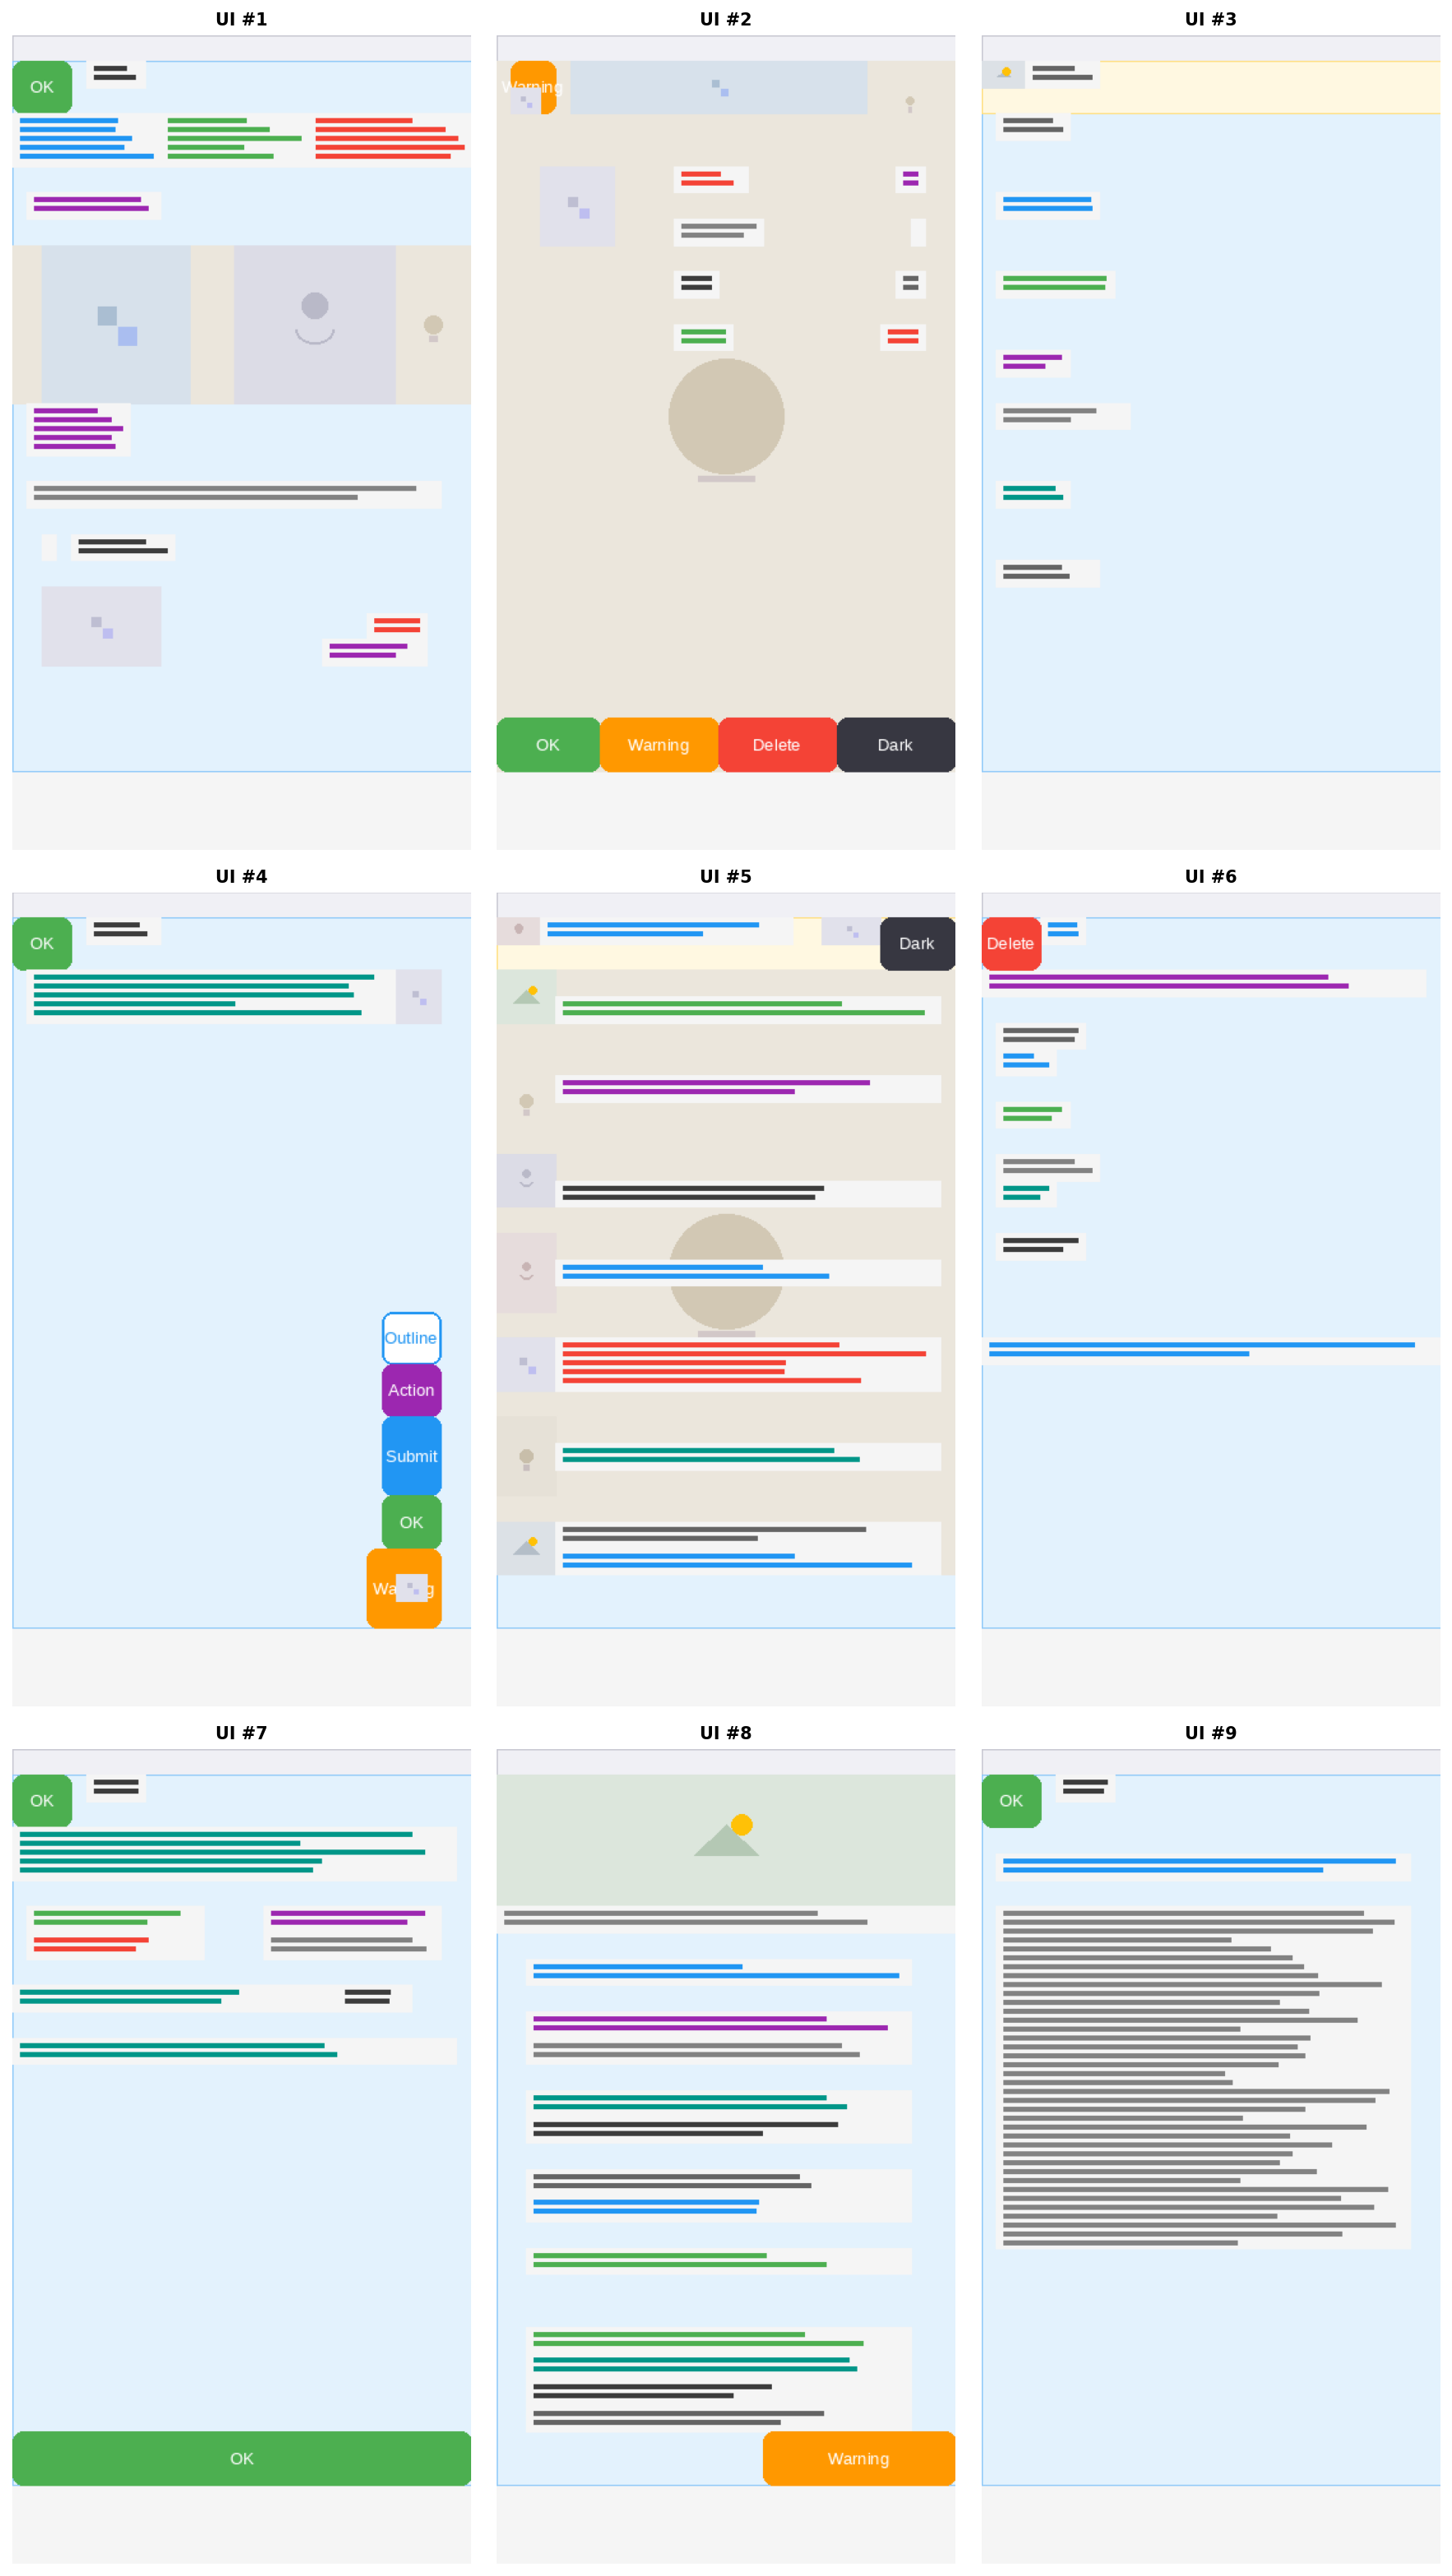 UI #1
UI #2
UI #3
OK
Warning
OK
Warning
Delete
Dark
UI #4
UI #5
UI #6
OK
Outline
Action
Submit
OK
Dark
Delete
UI #7
UI #8
UI #9
OK
OK
Warning
OK